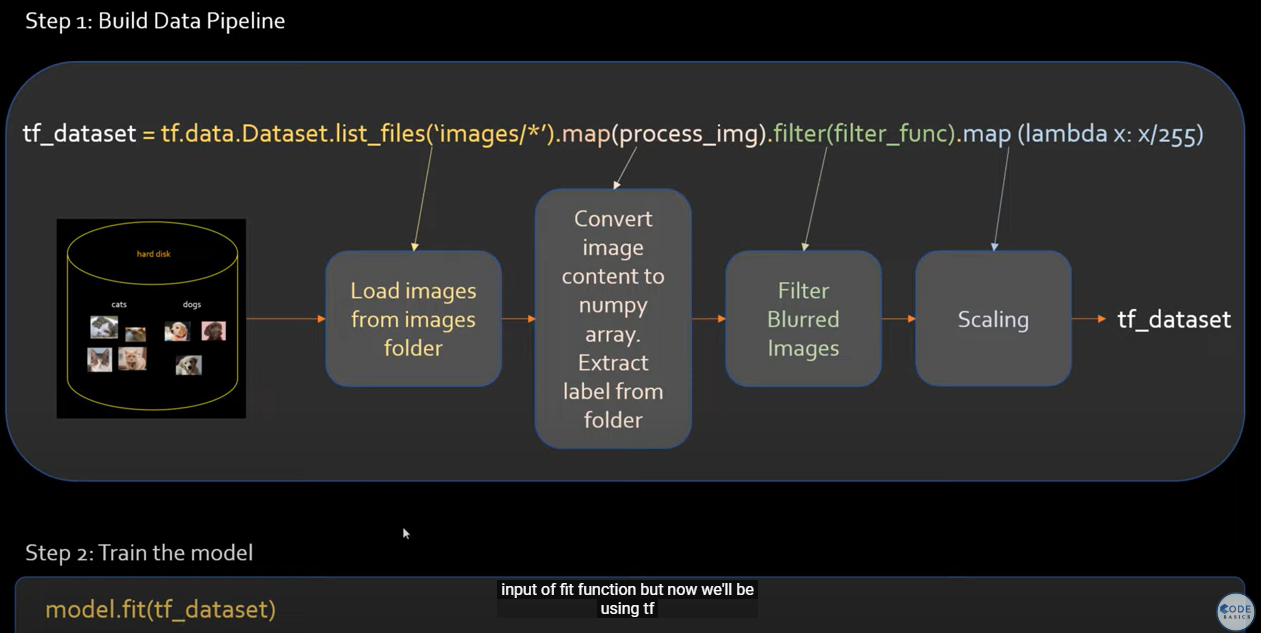 Step 1: Build Data Pipeline
tf_dataset = tf.data.Dataset.list_files('images/*').map(process_img).filter(filter_func).map (lambda x: x/255)
hard disk
cats
dogs
Load images
from images
folder
Convert
image
content to
numpy
array.
Extract
label from
folder
Filter
Blurred
Images
Scaling
tf_dataset
Step 2: Train the model
model.fit(tf_dataset)
input of fit function but now we'll be
using tf
CODE
BASICS